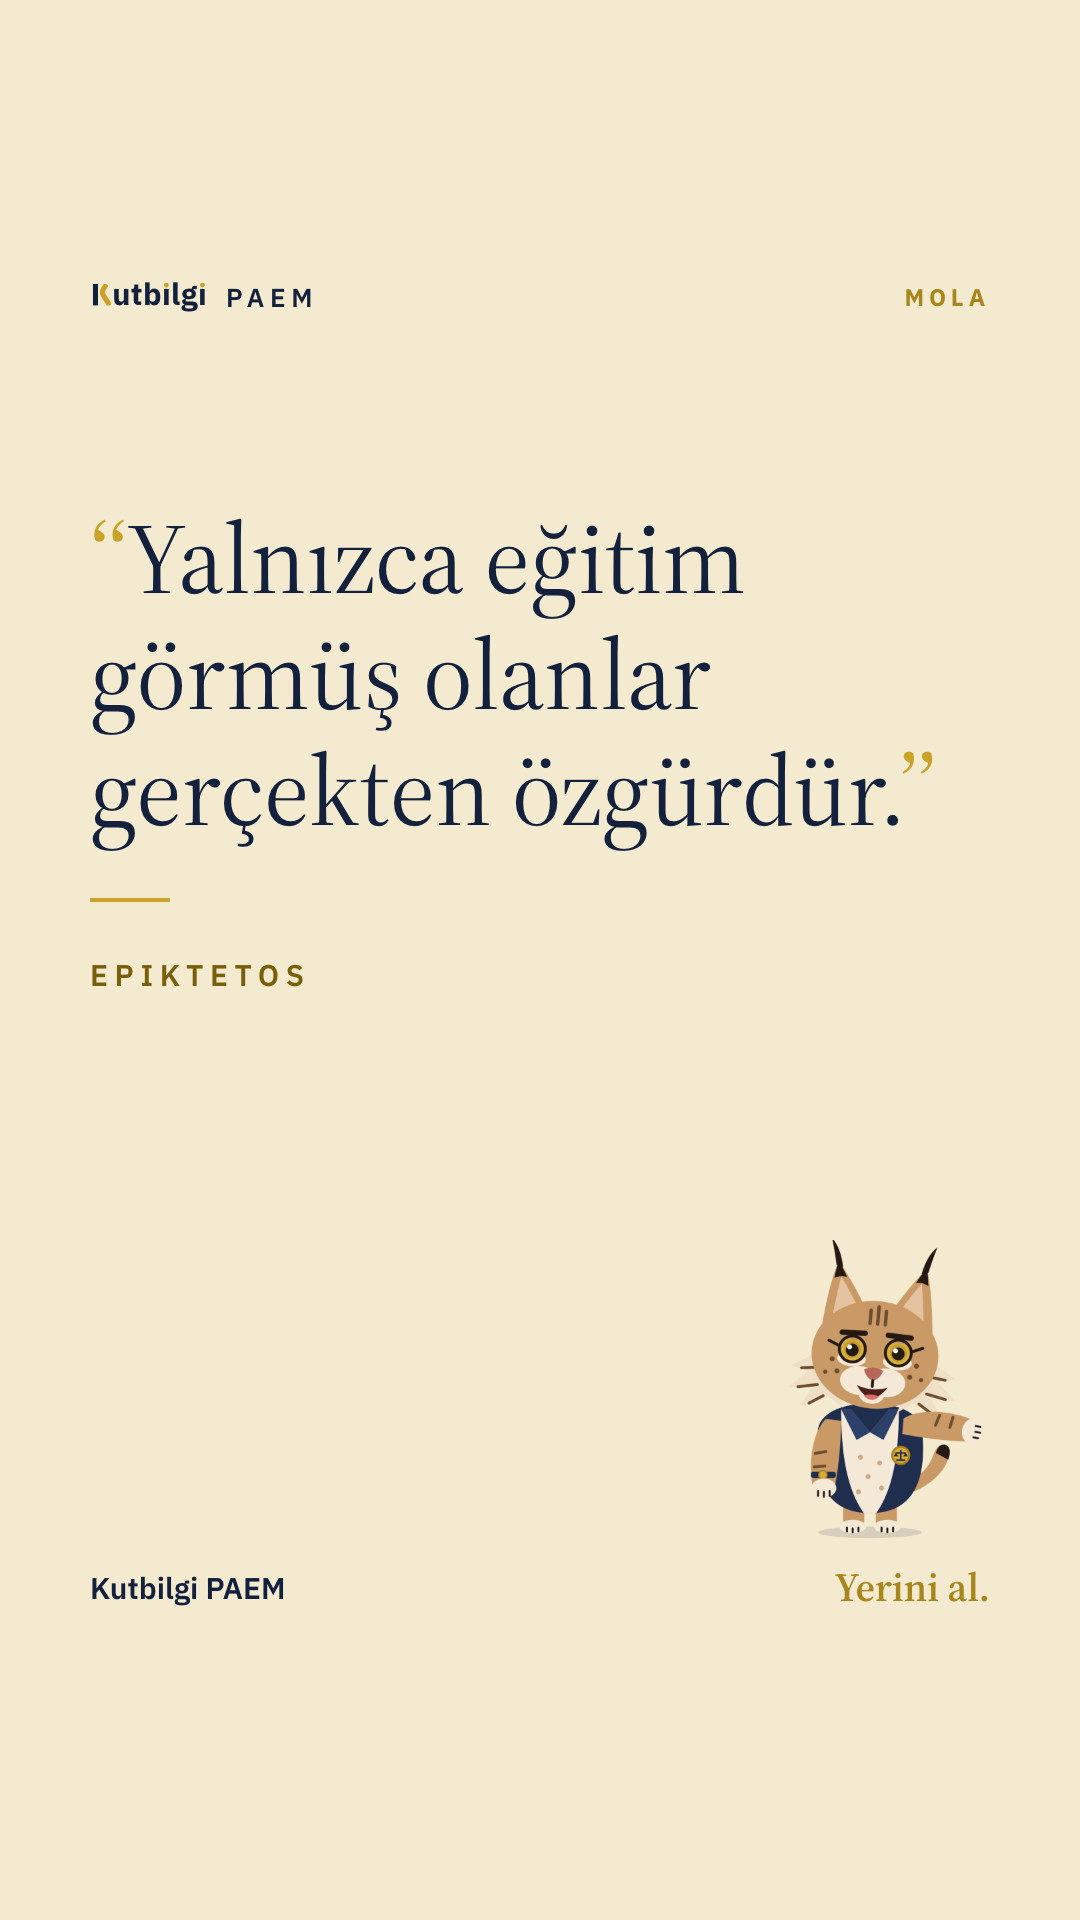 Kutbilgi PAEM
MOLA
“Yalnızca eğitim
görmüş olanlar
gerçekten özgürdür.”
EPIKTETOS
Kutbilgi PAEM
Yerini al.